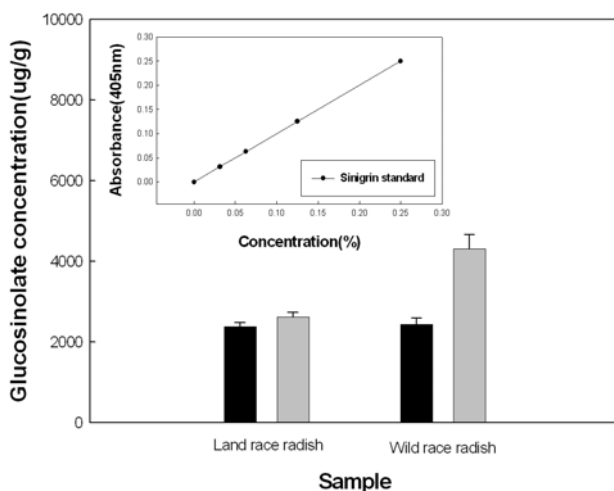 Glucosinolate concentration(ug/g)
10000
8000
6000
4000
2000
0
Absorbance(405nm)
0.30
0.25
0.20
0.15
0.10
0.05
0.00
Sinigrin standard
0.00 0.05 0.10 0.15 0.20 0.25 0.30
Concentration(%)
Land race radish Wild race radish
Sample